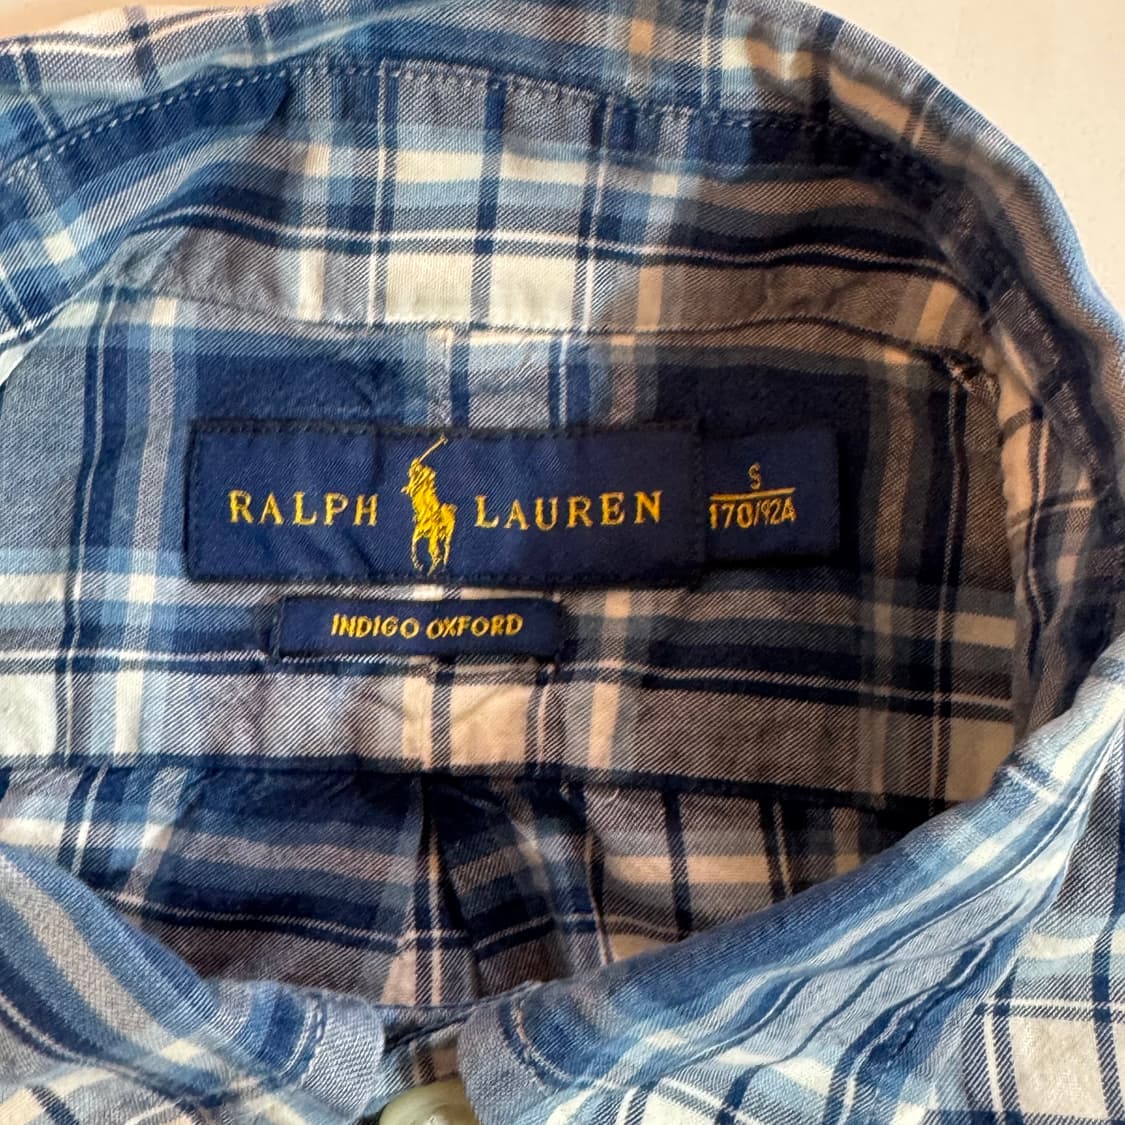 RALPH LAUREN
S
170/92A
INDIGO OXFORD